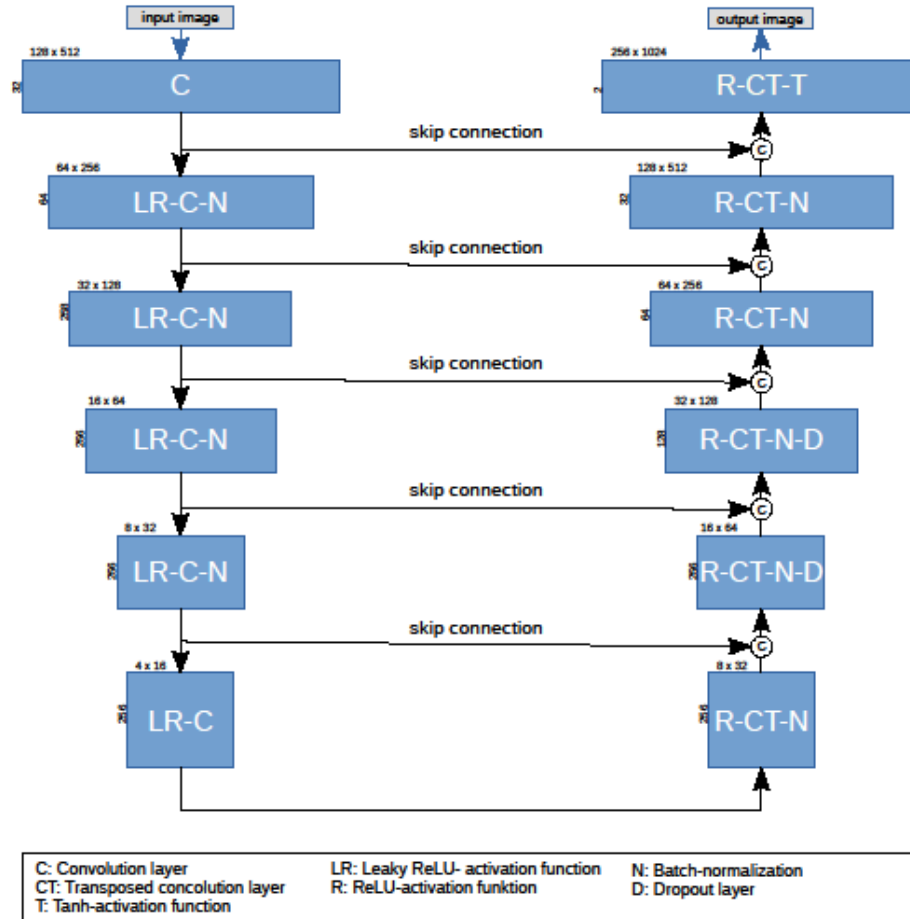 input image
output image
128 x 512
256 x 1024
32
C
2
R-CT-T
skip connection
C
64 x 256
128 x 512
64
LR-C-N
32
R-CT-N
skip connection
C
32 x 128
64 x 256
LR-C-N
64
R-CT-N
skip connection
C
16 x 64
32 x 128
256
LR-C-N
128
R-CT-N-D
skip connection
C
8 x 32
16 x 64
256
LR-C-N
256
R-CT-N-D
skip connection
C
4 x 16
8 x 32
256
LR-C
256
R-CT-N
C: Convolution layer
LR: Leaky ReLU- activation function
N: Batch-normalization
CT: Transposed concolution layer
R: ReLU-activation funktion
D: Dropout layer
T: Tanh-activation function